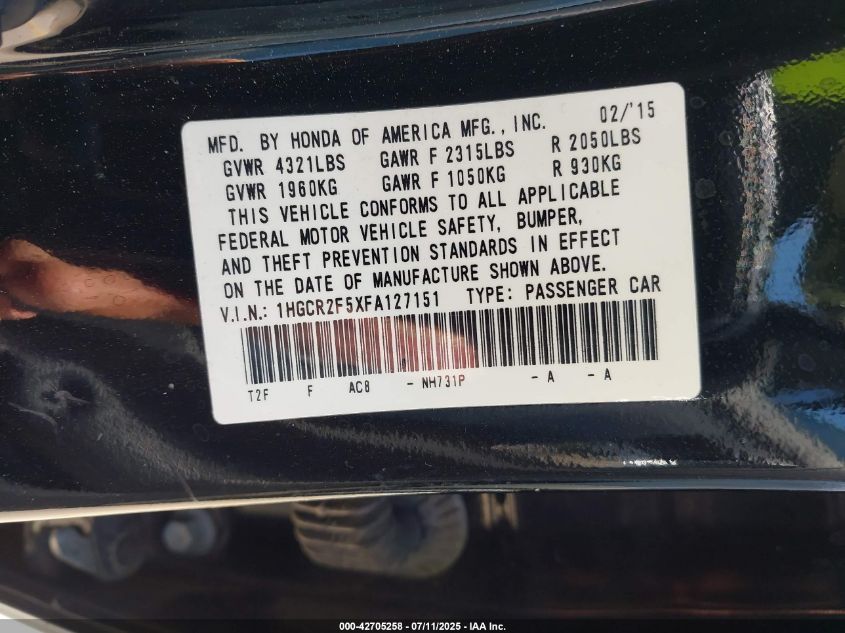 MFD. BY HONDA OF AMERICA MFG., INC. 02/'15
GVWR 4321LBS GAWR F 2315LBS R 2050LBS
GVWR 1960KG GAWR F 1050KG R 930KG
THIS VEHICLE CONFORMS TO ALL APPLICABLE
FEDERAL MOTOR VEHICLE SAFETY, BUMPER,
AND THEFT PREVENTION STANDARDS IN EFFECT
ON THE DATE OF MANUFACTURE SHOWN ABOVE.
V.I.N.: 1HGCR2F5XFA127151 TYPE: PASSENGER CAR
T2F F AC8 - NH731P - A - A
000-42705258 - 07/11/2025 - IAA Inc.